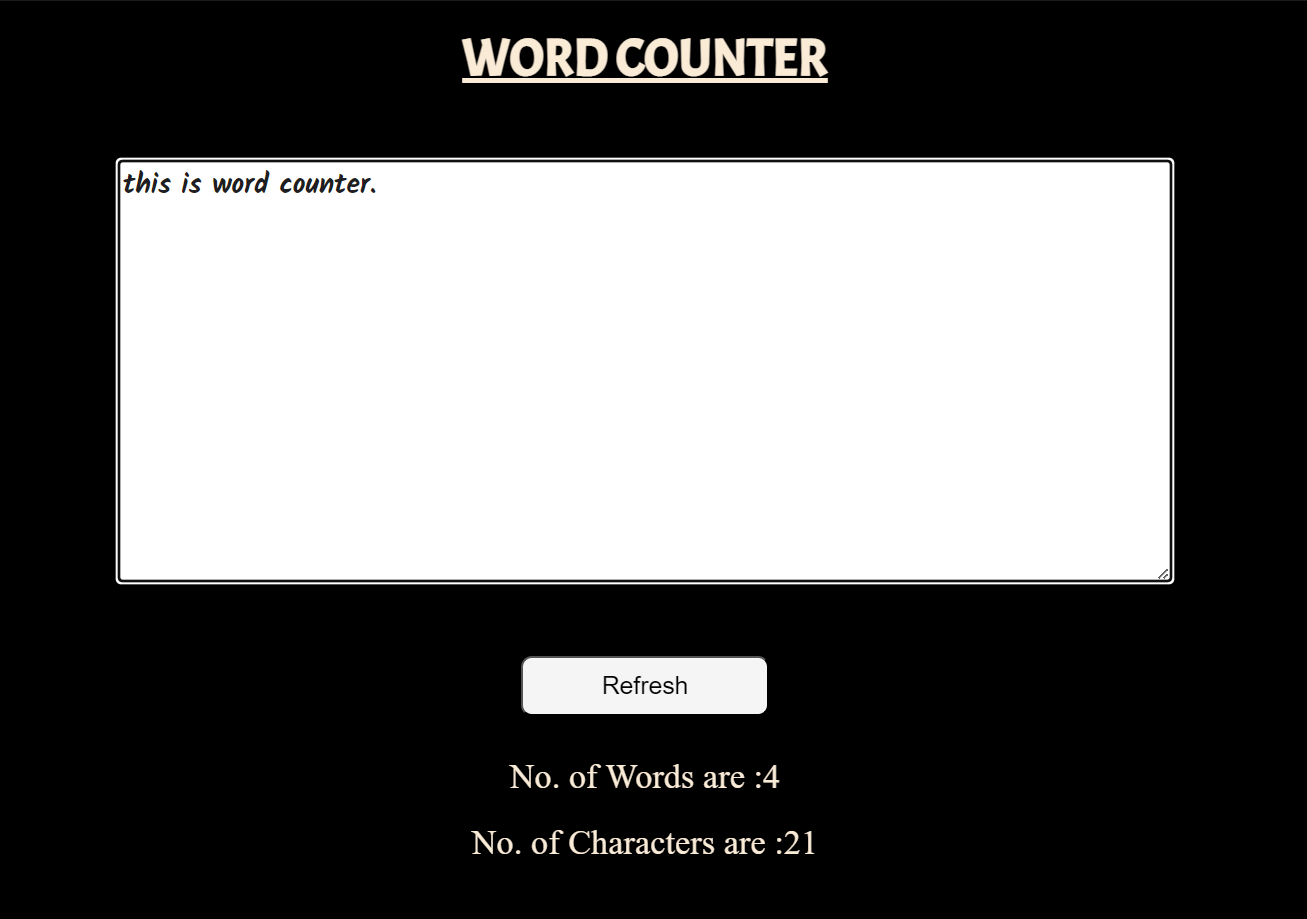 WORD COUNTER
this is word counter.
Refresh
No. of Words are :4
No. of Characters are :21